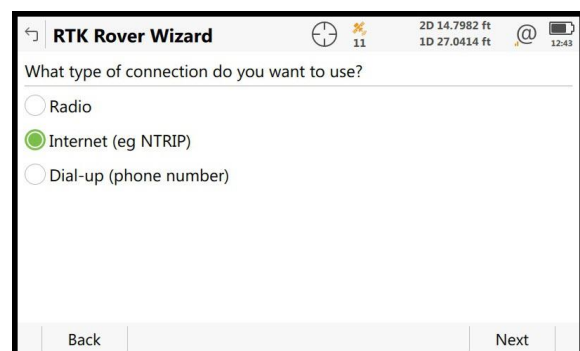 RTK Rover Wizard
11
2D 14.7982 ft
1D 27.0414 ft
@
12:43
What type of connection do you want to use?
Radio
Internet (eg NTRIP)
Dial-up (phone number)
Back
Next